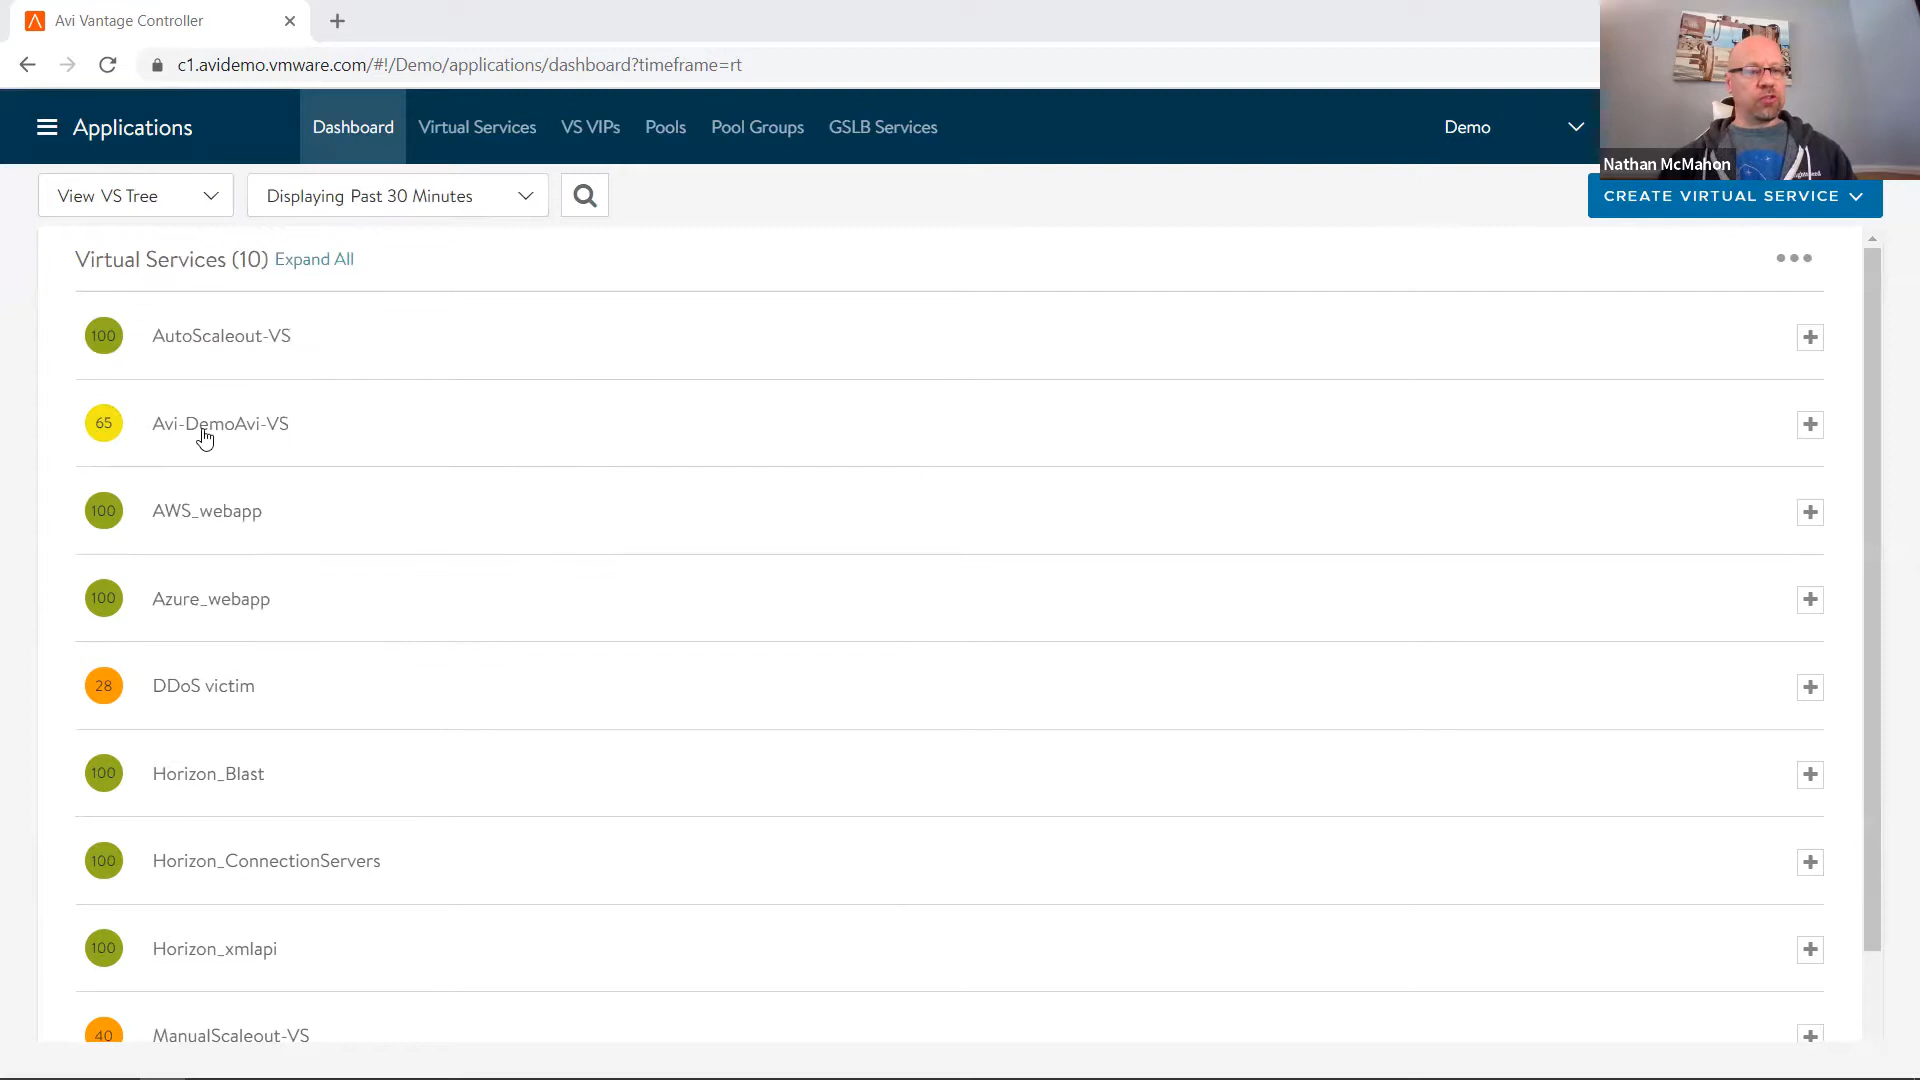 Avi Vantage Controller
c1.avidemo.vmware.com/#!/Demo/applications/dashboard?timeframe=rt
Applications
Dashboard
Virtual Services
VS VIPs
Pools
Pool Groups
GSLB Services
Demo
Nathan McMahon
View VS Tree
Displaying Past 30 Minutes
CREATE VIRTUAL SERVICE
Virtual Services (10) Expand All
100 AutoScaleout-VS
65 Avi-DemoAvi-VS
100 AWS_webapp
100 Azure_webapp
28 DDoS victim
100 Horizon_Blast
100 Horizon_ConnectionServers
100 Horizon_xmlapi
40 ManualScaleout-VS